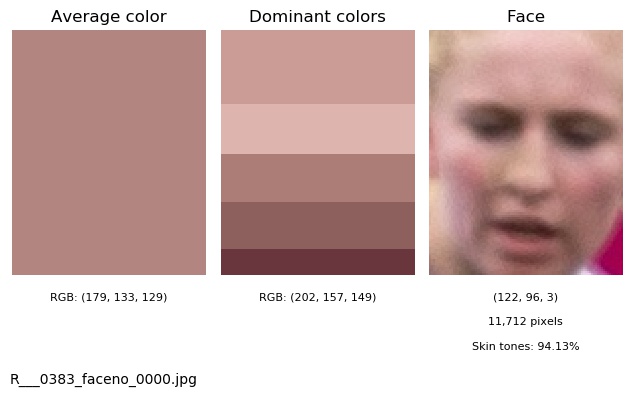 Average color
Dominant colors
Face
RGB: (179, 133, 129)
RGB: (202, 157, 149)
(122, 96, 3)
11,712 pixels
Skin tones: 94.13%
R___0383_faceno_0000.jpg